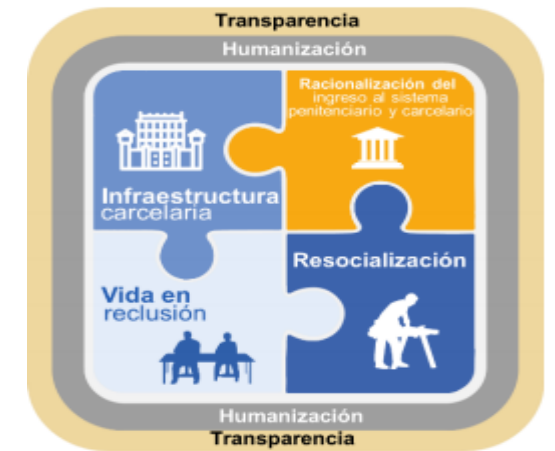 Transparencia
Humanización
Racionalización del
ingreso al sistema
penitenciario y carcelario
Infraestructura
carcelaria
Resocialización
Vida en
reclusión
Humanización
Transparencia